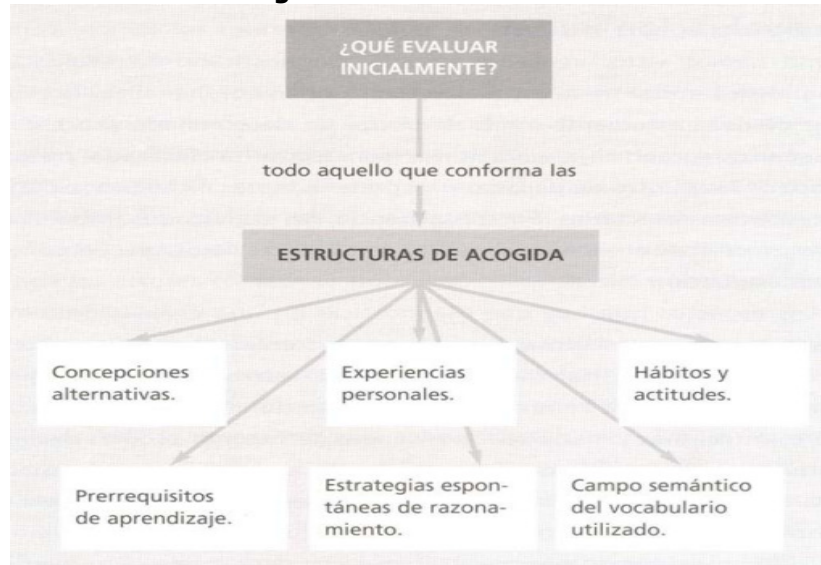 ¿QUÉ EVALUAR
INICIALMENTE?
todo aquello que conforma las
ESTRUCTURAS DE ACOGIDA
Concepciones
alternativas.
Experiencias
personales.
Hábitos y
actitudes.
Prerrequisitos
de aprendizaje.
Estrategias espon-
táneas de razona-
miento.
Campo semántico
del vocabulario
utilizado.